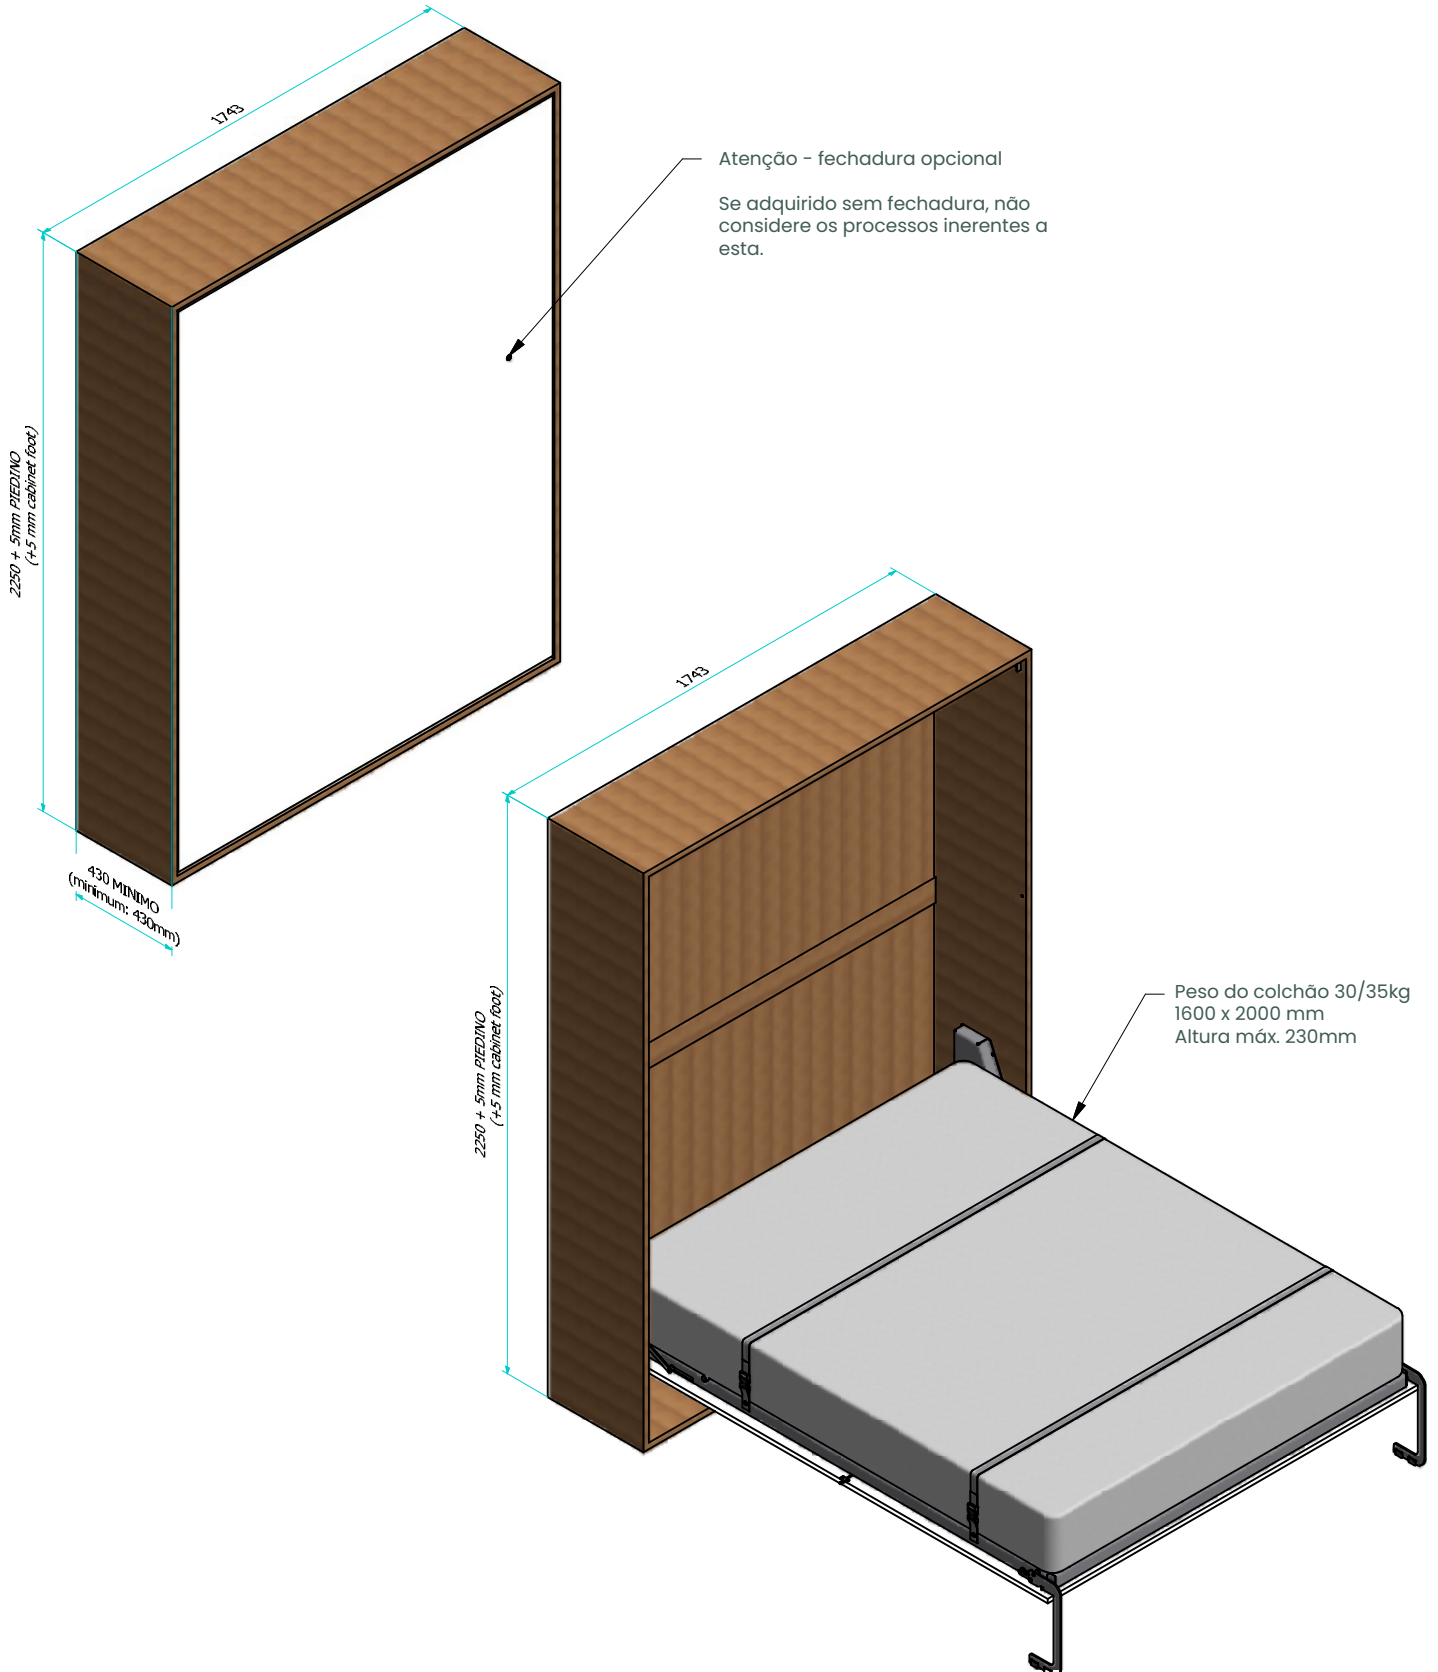 1743
Atenção - fechadura opcional
Se adquirido sem fechadura, não
considere os processos inerentes a
esta.
2250 + 5mm PIEDINO
(+5 mm cabinet foot)
430 MINIMO
(minimum: 430mm)
1743
2250 + 5mm PIEDINO
(+5 mm cabinet foot)
Peso do colchão 30/35kg
1600 x 2000 mm
Altura máx. 230mm